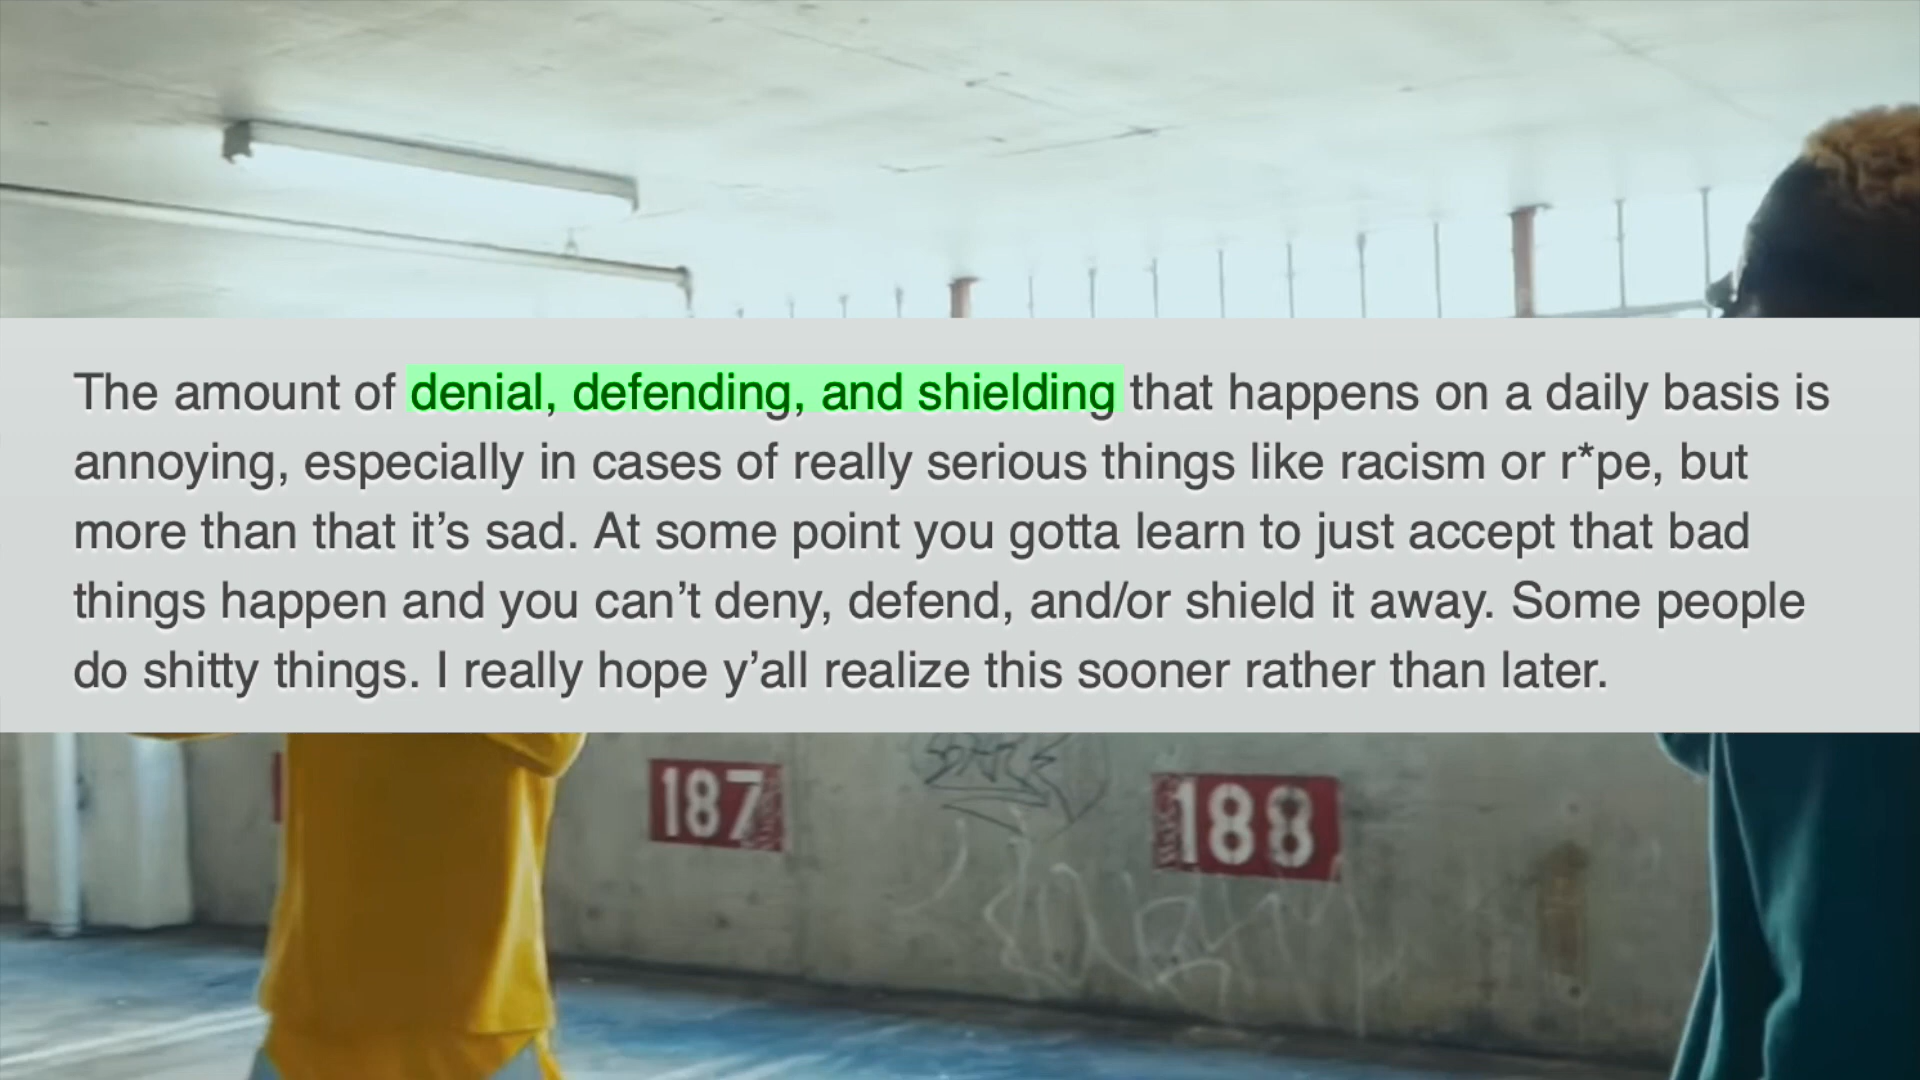 The amount of denial, defending, and shielding that happens on a daily basis is
annoying, especially in cases of really serious things like racism or r*pe, but
more than that it’s sad. At some point you gotta learn to just accept that bad
things happen and you can’t deny, defend, and/or shield it away. Some people
do shitty things. I really hope y’all realize this sooner rather than later.
187
188